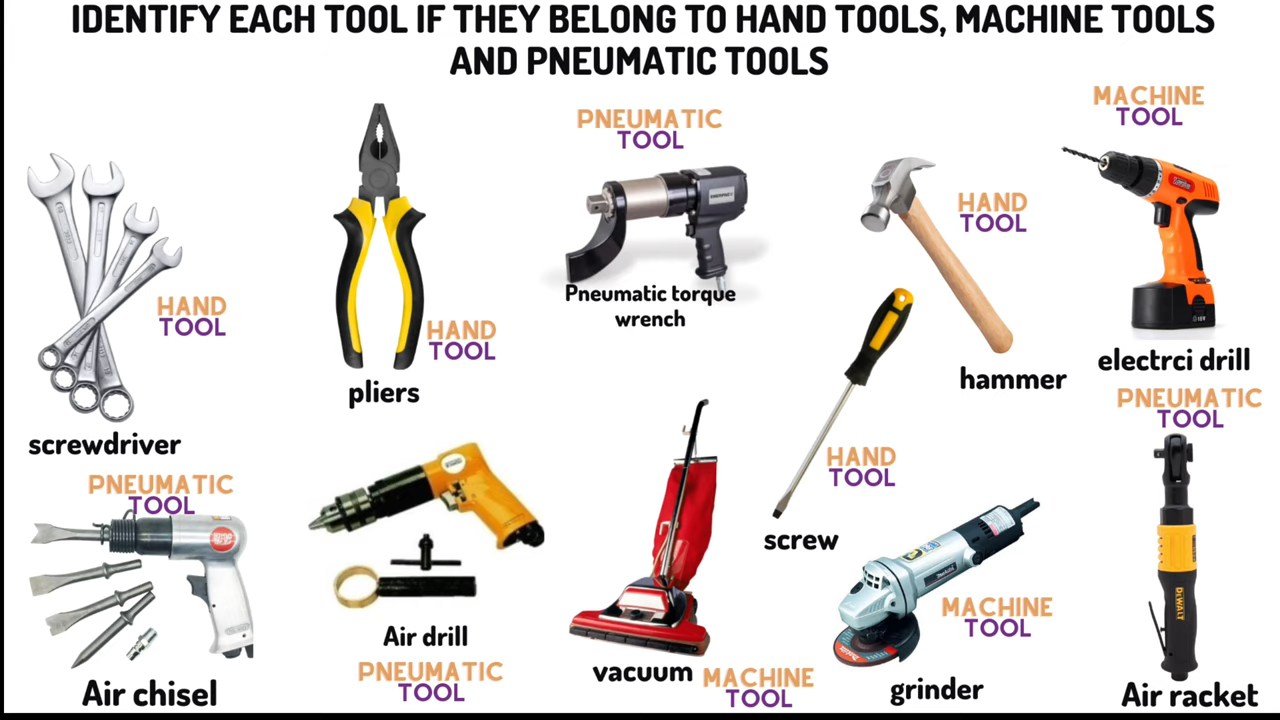 IDENTIFY EACH TOOL IF THEY BELONG TO HAND TOOLS, MACHINE TOOLS
AND PNEUMATIC TOOLS
HAND
TOOL
screwdriver
HAND
TOOL
pliers
PNEUMATIC
TOOL
Pneumatic torque
wrench
HAND
TOOL
hammer
MACHINE
TOOL
electrci drill
PNEUMATIC
TOOL
Air chisel
Air drill
PNEUMATIC
TOOL
vacuum
MACHINE
TOOL
HAND
TOOL
screw
MACHINE
TOOL
grinder
PNEUMATIC
TOOL
DEWALT
Air racket